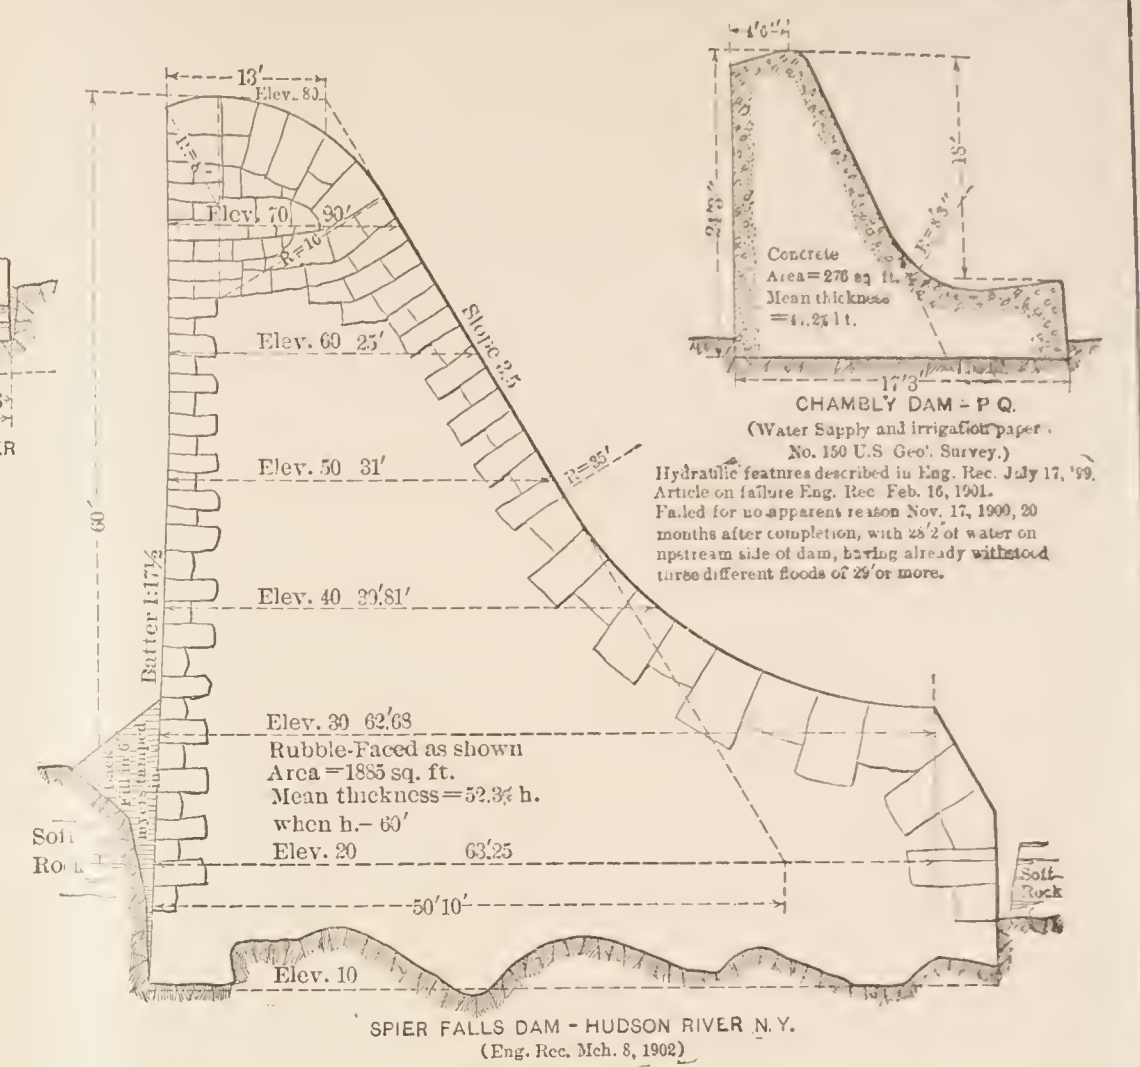 13'
Elev. 80
Elev. 70 90'
R=16'
Elev. 60 25'
Slope 2.5
Elev. 50 31'
R=35'
60'
Batter 1:17½
Elev. 40 39.81'
Elev. 30 62.68
Rubble-Faced as shown
Area=1885 sq. ft.
Mean thickness=52.3% h.
when h.-60'
Elev. 20 63.25
50'10"
Elev. 10
Soft
Rock
Soft
Rock
SPIER FALLS DAM - HUDSON RIVER N.Y.
(Eng. Rec. Mch. 8, 1902)
18'
R=8'3"
Concrete
Area=276 sq ft.
Mean thickness
17'3"
CHAMBLY DAM - P Q.
(Water Supply and irrigation paper
No. 150 U.S Geol. Survey.)
Hydraulic features described in Eng. Rec. July 17, '99.
Article on failure Eng. Rec Feb. 16, 1901.
Failed for no apparent reason Nov. 17, 1900, 20
months after completion, with 28'2" of water on
upstream side of dam, having already withstood
three different floods of 29' or more.
ER